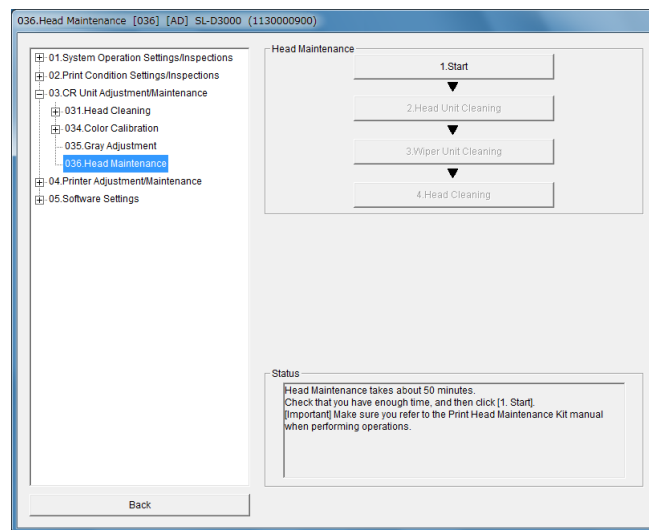 036.Head Maintenance [036] [AD] SL-D3000 (1130000900)
01.System Operation Settings/Inspections
02.Print Condition Settings/Inspections
03.CR Unit Adjustment/Maintenance
031.Head Cleaning
034.Color Calibration
035.Gray Adjustment
036.Head Maintenance
04.Printer Adjustment/Maintenance
05.Software Settings
Back
Head Maintenance
1.Start
2.Head Unit Cleaning
3.Wiper Unit Cleaning
4.Head Cleaning
Status
Head Maintenance takes about 50 minutes.
Check that you have enough time, and then click [1. Start].
[Important] Make sure you refer to the Print Head Maintenance Kit manual
when performing operations.